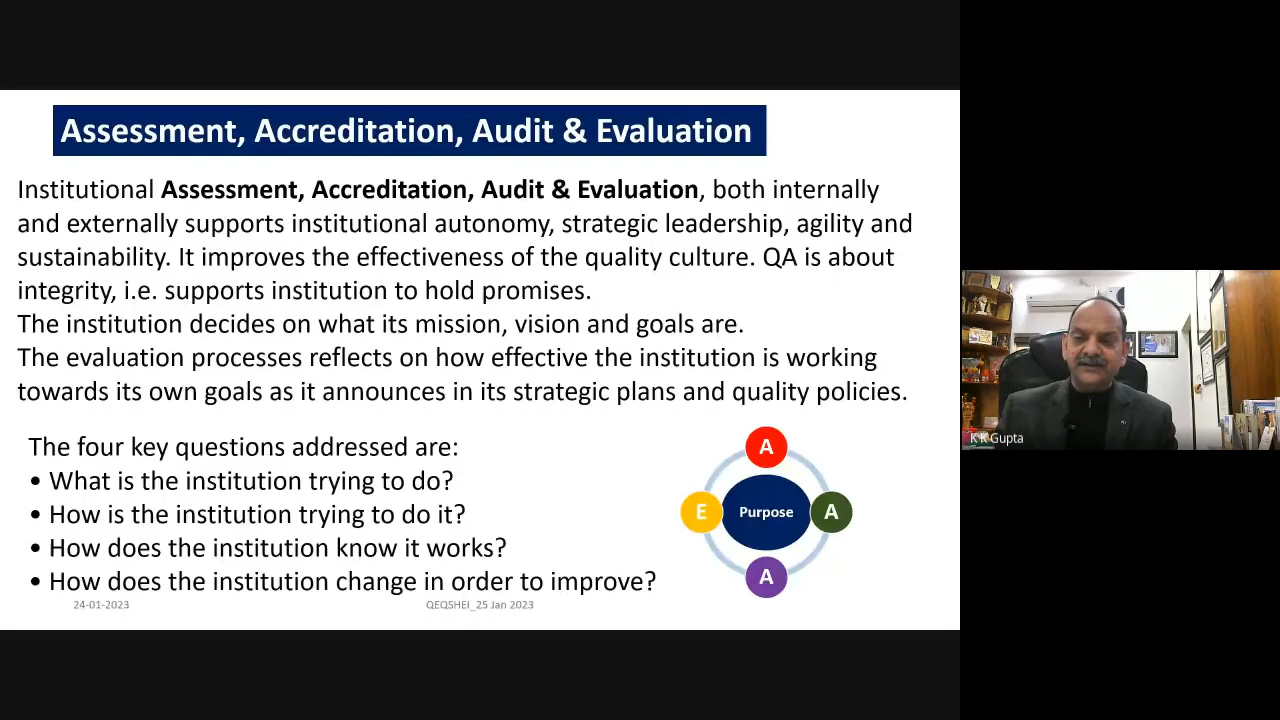 Assessment, Accreditation, Audit & Evaluation
Institutional Assessment, Accreditation, Audit & Evaluation, both internally
and externally supports institutional autonomy, strategic leadership, agility and
sustainability. It improves the effectiveness of the quality culture. QA is about
integrity, i.e. supports institution to hold promises.
The institution decides on what its mission, vision and goals are.
The evaluation processes reflects on how effective the institution is working
towards its own goals as it announces in its strategic plans and quality policies.
The four key questions addressed are:
• What is the institution trying to do?
• How is the institution trying to do it?
• How does the institution know it works?
• How does the institution change in order to improve?
A
E
Purpose
A
A
24-01-2023
QEQSHEI_25 Jan 2023
K K Gupta